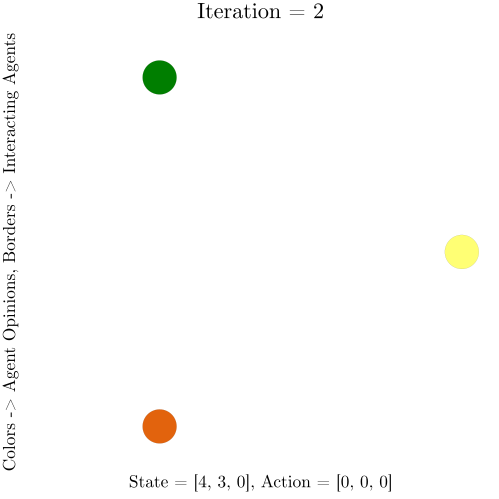 Iteration = 2
Colors -> Agent Opinions, Borders -> Interacting Agents
State = [4, 3, 0], Action = [0, 0, 0]